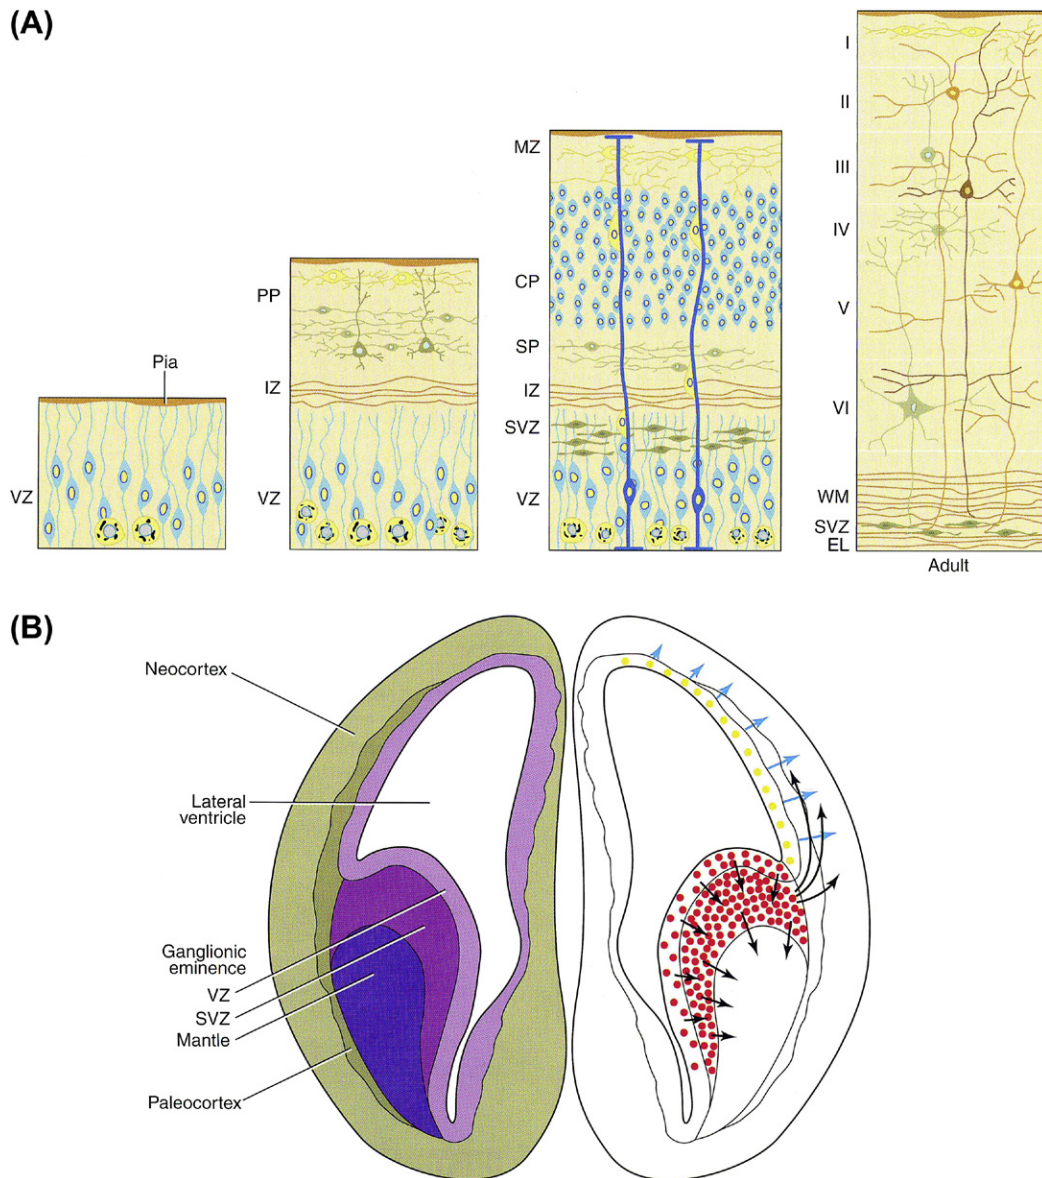 (A)
Pia
VZ
PP
IZ
VZ
MZ
CP
SP
IZ
SVZ
VZ
I
II
III
IV
V
VI
WM
SVZ
EL
Adult
(B)
Neocortex
Lateral
ventricle
Ganglionic
eminence
VZ
SVZ
Mantle
Paleocortex